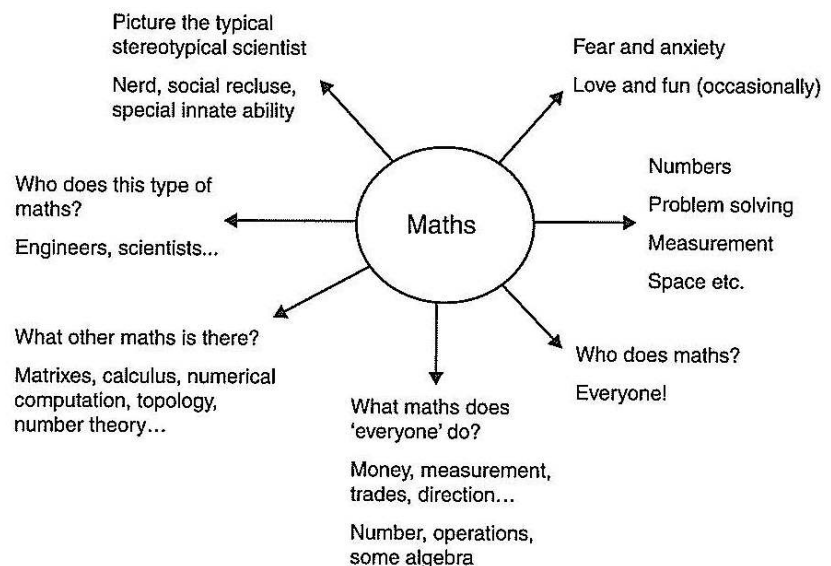 Picture the typical
stereotypical scientist
Nerd, social recluse,
special innate ability
Fear and anxiety
Love and fun (occasionally)
Numbers
Problem solving
Measurement
Space etc.
Who does maths?
Everyone!
What maths does
‘everyone’ do?
Money, measurement,
trades, direction...
Number, operations,
some algebra
What other maths is there?
Matrixes, calculus, numerical
computation, topology,
number theory...
Who does this type of
maths?
Engineers, scientists...
Maths